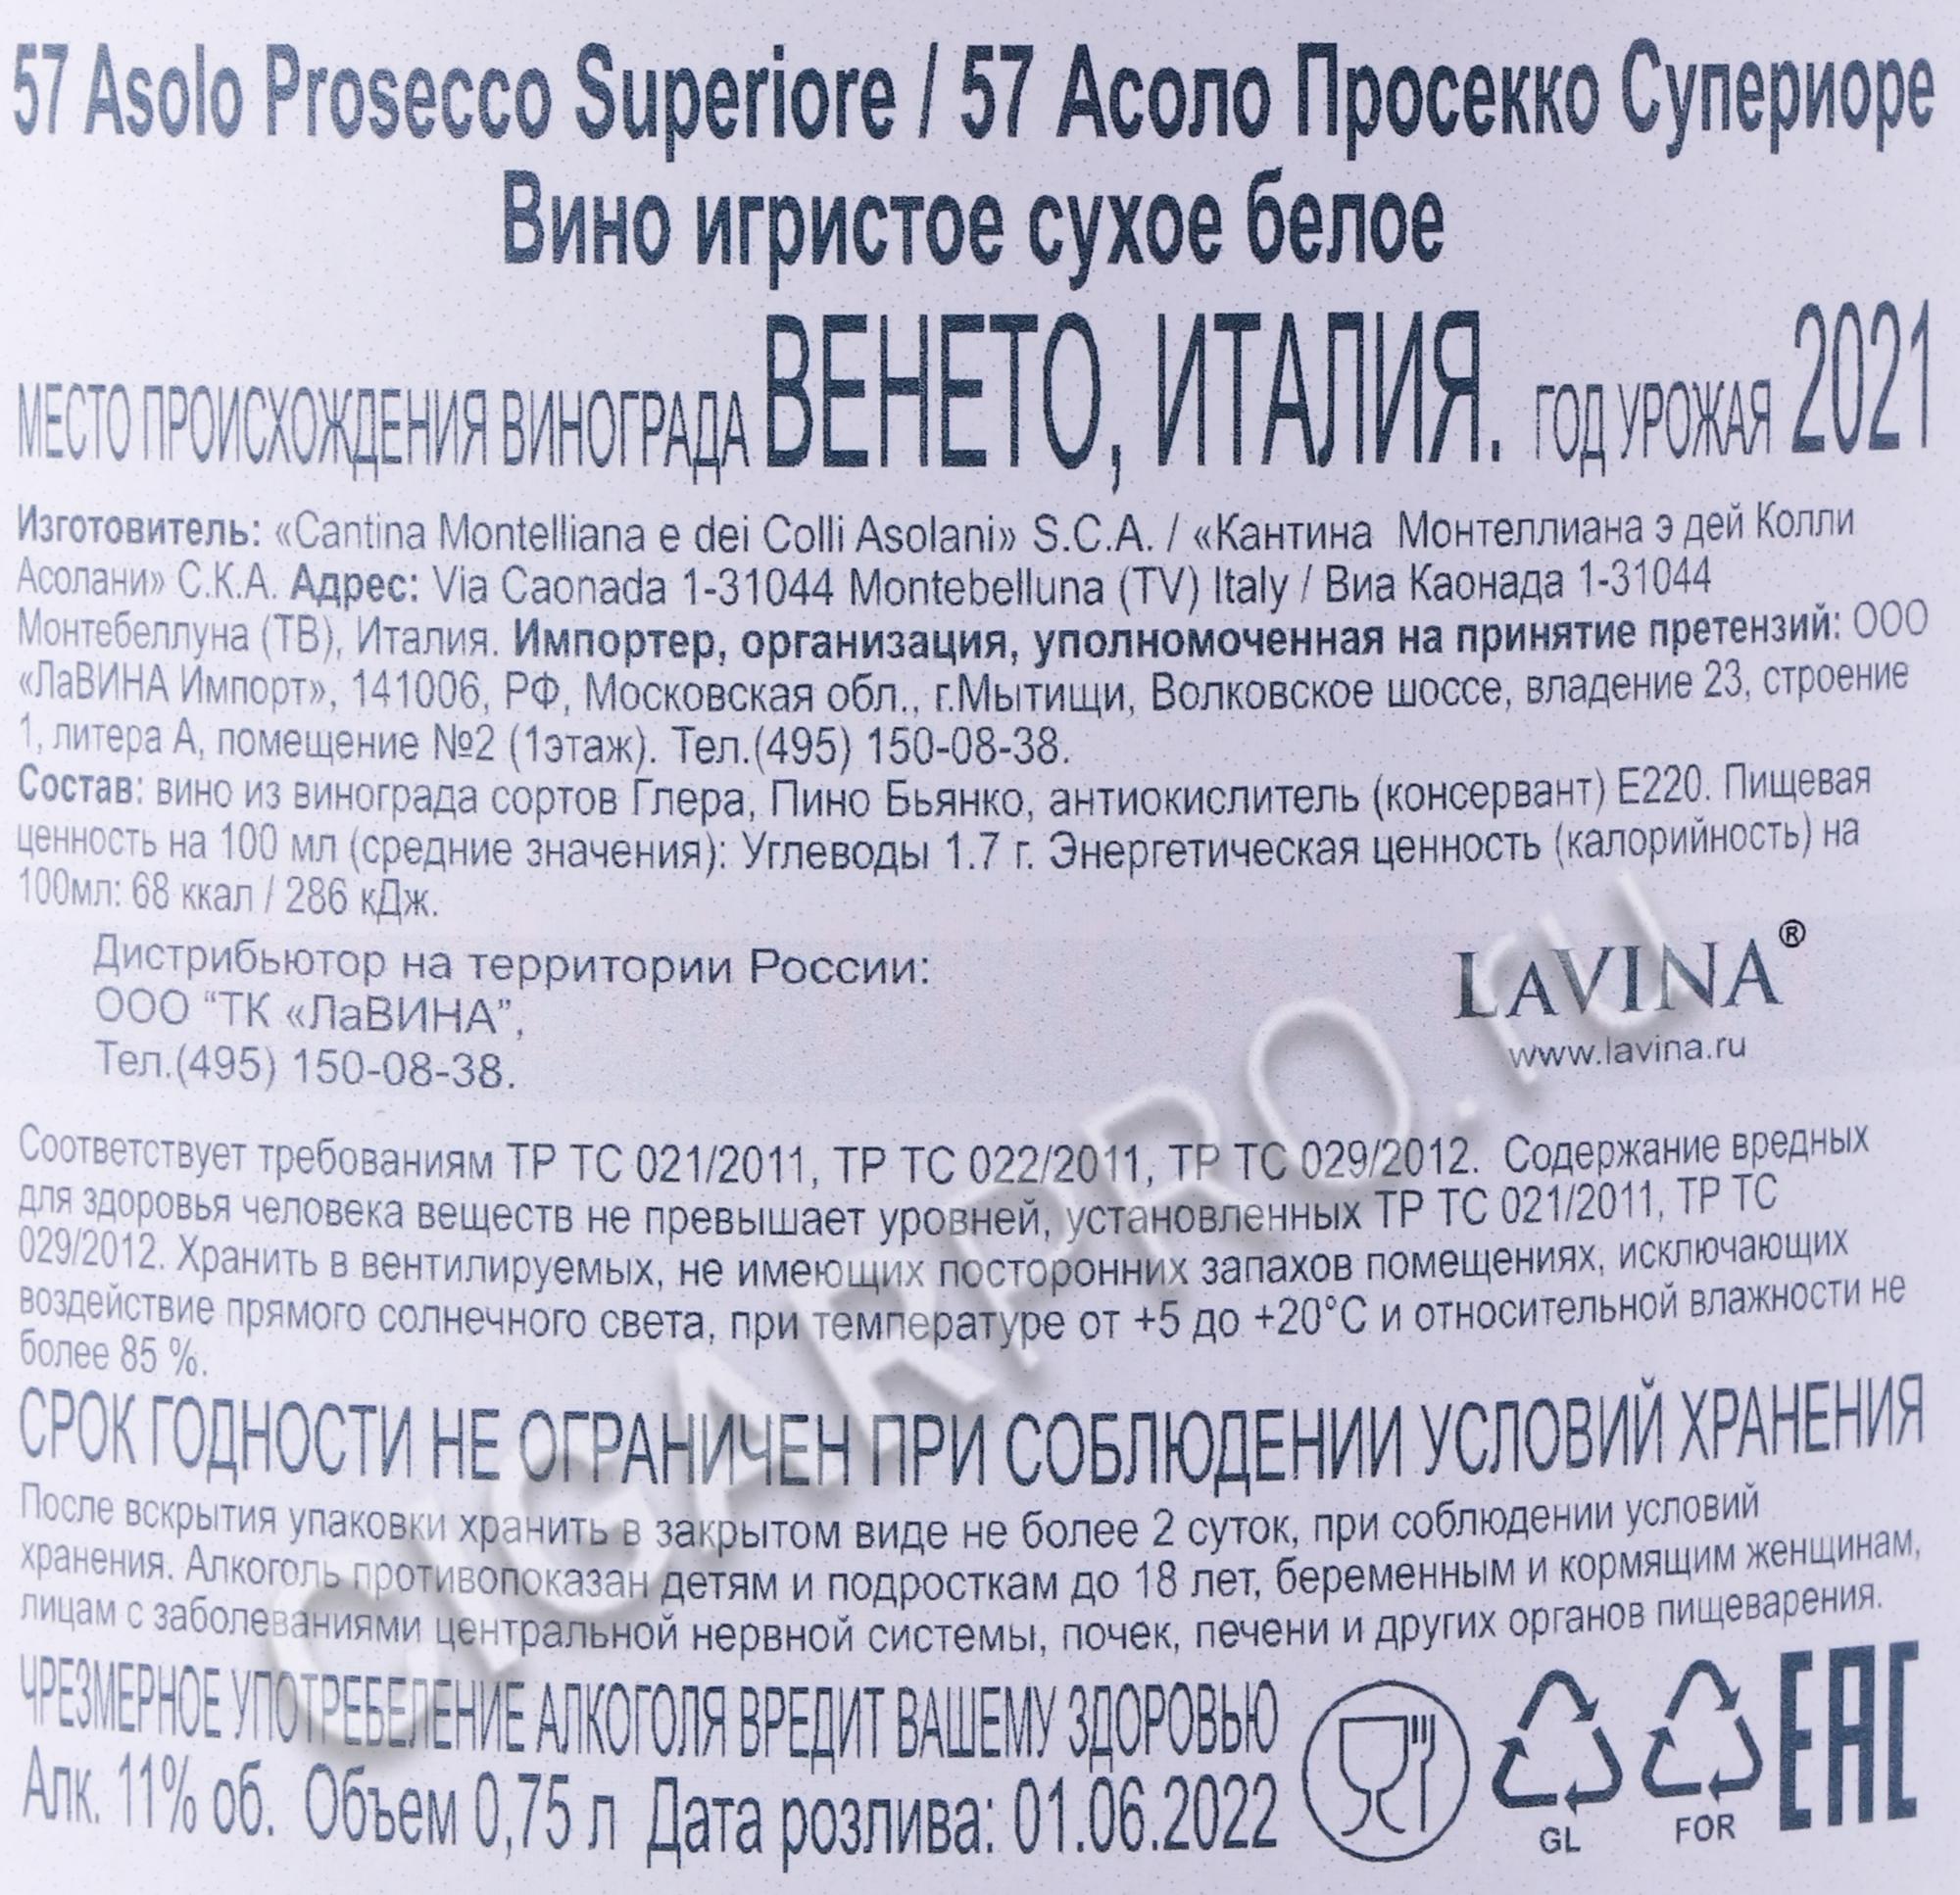 57 Asolo Prosecco Superiore / 57 Асоло Просекко Супериоре
Вино игристое сухое белое
МЕСТО ПРОИСХОЖДЕНИЯ ВИНОГРАДА ВЕНЕТО, ИТАЛИЯ. ГОД УРОЖАЯ 2021
Изготовитель: «Cantina Montelliana e dei Colli Asolani» S.C.A. / «Кантина Монтеллиана э дей Колли
Асолани» С.К.А. Адрес: Via Caonada 1-31044 Montebelluna (TV) Italy / Виа Каонада 1-31044
Монтебеллуна (ТВ), Италия. Импортер, организация, уполномоченная на принятие претензий: ООО
«ЛаВИНА Импорт», 141006, РФ, Московская обл., г.Мытищи, Волковское шоссе, владение 23, строение
1, литера А, помещение №2 (1этаж). Тел.(495) 150-08-38.
Состав: вино из винограда сортов Глера, Пино Бьянко, антиокислитель (консервант) Е220. Пищевая
ценность на 100 мл (средние значения): Углеводы 1.7 г. Энергетическая ценность (калорийность) на
100мл: 68 ккал / 286 кДж.
Дистрибьютор на территории России:
ООО “ТК «ЛаВИНА”,
Тел.(495) 150-08-38.
LAVINA®
www.lavina.ru
Соответствует требованиям ТР ТС 021/2011, ТР ТС 022/2011, ТР ТС 029/2012. Содержание вредных
для здоровья человека веществ не превышает уровней, установленных ТР ТС 021/2011, ТР ТС
029/2012. Хранить в вентилируемых, не имеющих посторонних запахов помещениях, исключающих
воздействие прямого солнечного света, при температуре от +5 до +20°С и относительной влажности не
более 85 %.
СРОК ГОДНОСТИ НЕ ОГРАНИЧЕН ПРИ СОБЛЮДЕНИИ УСЛОВИЙ ХРАНЕНИЯ
После вскрытия упаковки хранить в закрытом виде не более 2 суток, при соблюдении условий
хранения. Алкоголь противопоказан детям и подросткам до 18 лет, беременным и кормящим женщинам,
лицам с заболеваниями центральной нервной системы, почек, печени и других органов пищеварения.
ЧРЕЗМЕРНОЕ УПОТРЕБЕЛЕНИЕ АЛКОГОЛЯ ВРЕДИТ ВАШЕМУ ЗДОРОВЬЮ
Алк. 11% об. Объем 0,75 л Дата розлива: 01.06.2022
GL
FOR
EAC
CIGARPRO.ru